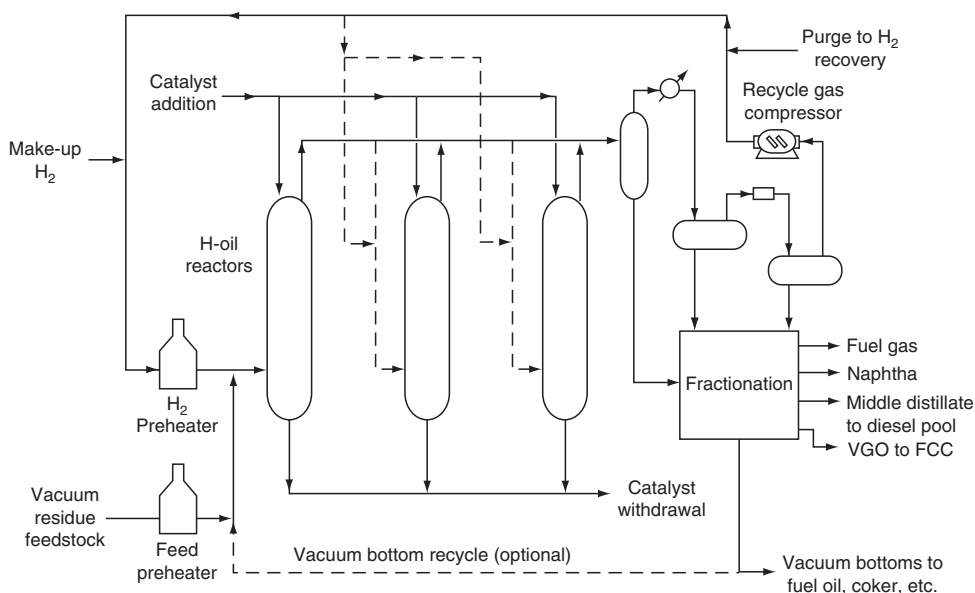 Purge to H2
recovery
Catalyst
addition
Recycle gas
compressor
Make-up
H2
H-oil
reactors
Fuel gas
Naphtha
Fractionation
Middle distillate
to diesel pool
VGO to FCC
H2
Preheater
Vacuum
residue
feedstock
Catalyst
withdrawal
Feed
preheater
Vacuum bottom recycle (optional)
Vacuum bottoms to
fuel oil, coker, etc.